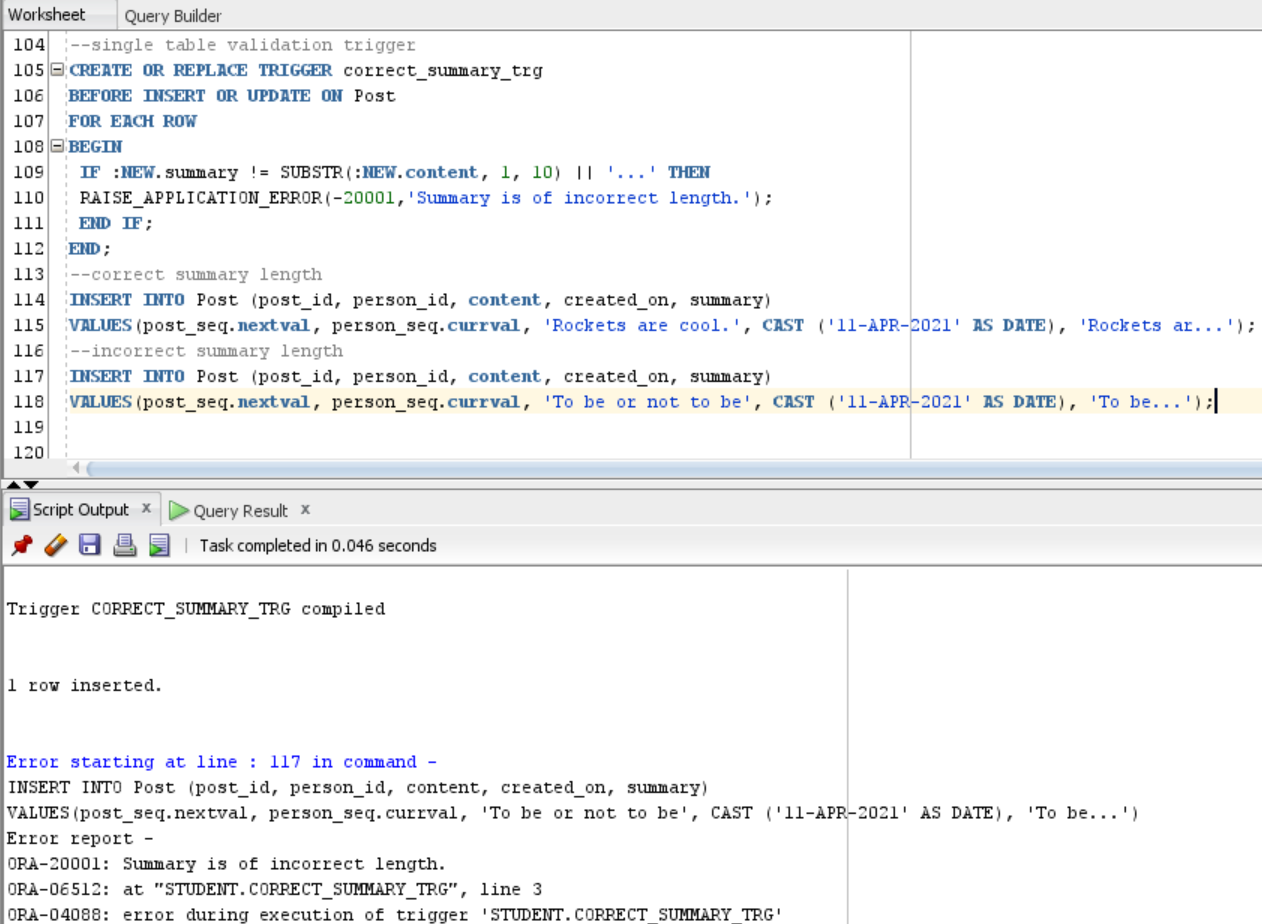 Worksheet Query Builder
104 --single table validation trigger
105 CREATE OR REPLACE TRIGGER correct_summary_trg
106 BEFORE INSERT OR UPDATE ON Post
107 FOR EACH ROW
108 BEGIN
109 IF :NEW.summary != SUBSTR(:NEW.content, 1, 10) || '...' THEN
110 RAISE_APPLICATION_ERROR(-20001,'Summary is of incorrect length.');
111 END IF;
112 END;
113 --correct summary length
114 INSERT INTO Post (post_id, person_id, content, created_on, summary)
115 VALUES(post_seq.nextval, person_seq.currval, 'Rockets are cool.', CAST ('11-APR-2021' AS DATE), 'Rockets ar...');
116 --incorrect summary length
117 INSERT INTO Post (post_id, person_id, content, created_on, summary)
118 VALUES(post_seq.nextval, person_seq.currval, 'To be or not to be', CAST ('11-APR-2021' AS DATE), 'To be...');
119
120
Script Output x Query Result x
Task completed in 0.046 seconds
Trigger CORRECT_SUMMARY_TRG compiled
1 row inserted.
Error starting at line : 117 in command -
INSERT INTO Post (post_id, person_id, content, created_on, summary)
VALUES(post_seq.nextval, person_seq.currval, 'To be or not to be', CAST ('11-APR-2021' AS DATE), 'To be...')
Error report -
ORA-20001: Summary is of incorrect length.
ORA-06512: at "STUDENT.CORRECT_SUMMARY_TRG", line 3
ORA-04088: error during execution of trigger 'STUDENT.CORRECT_SUMMARY_TRG'